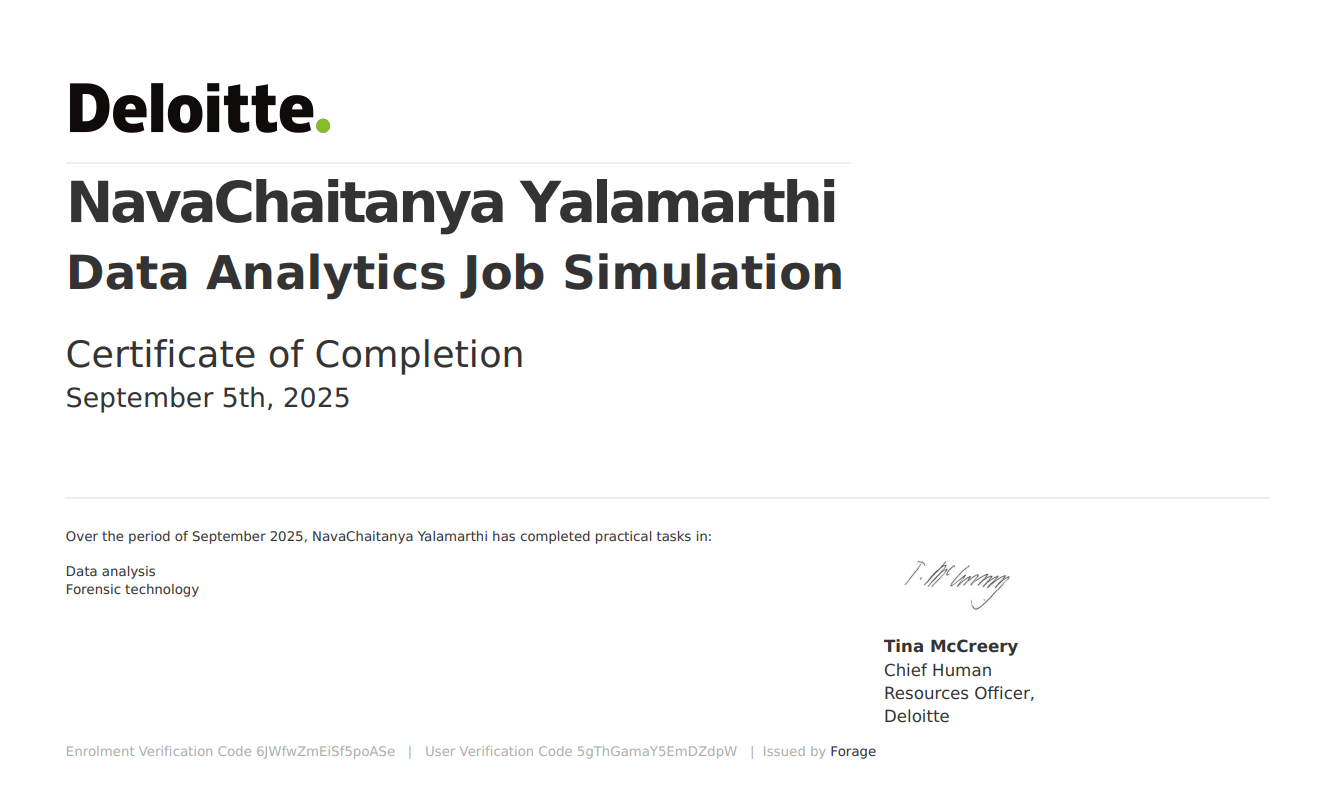 Deloitte.
NavaChaitanya Yalamarthi
Data Analytics Job Simulation
Certificate of Completion
September 5th, 2025
Over the period of September 2025, NavaChaitanya Yalamarthi has completed practical tasks in:
Data analysis
Forensic technology
T. McCreery
Tina McCreery
Chief Human
Resources Officer,
Deloitte
Enrolment Verification Code 6JWfwZmEiSf5poASe | User Verification Code 5gThGamaY5EmDZdpW | Issued by Forage